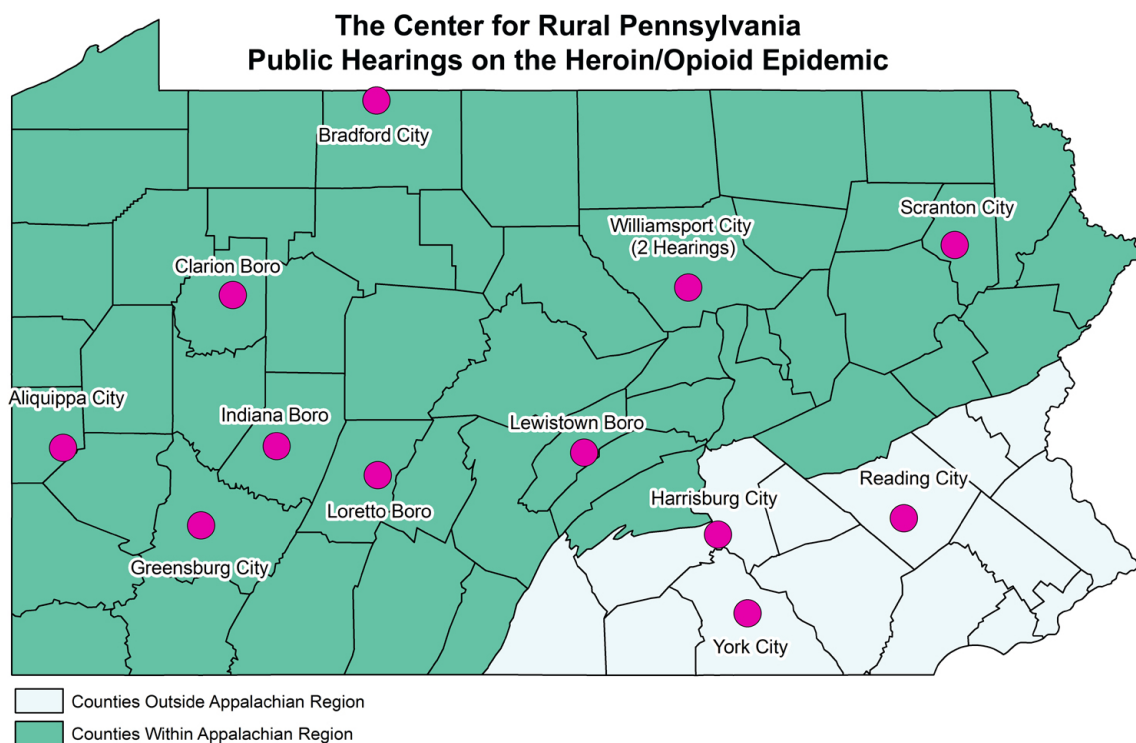 The Center for Rural Pennsylvania
Public Hearings on the Heroin/Opioid Epidemic
Bradford City
Scranton City
Williamsport City
(2 Hearings)
Clarion Boro
Aliquippa City
Indiana Boro
Lewistown Boro
Reading City
Harrisburg City
Loretto Boro
Greensburg City
York City
Counties Outside Appalachian Region
Counties Within Appalachian Region